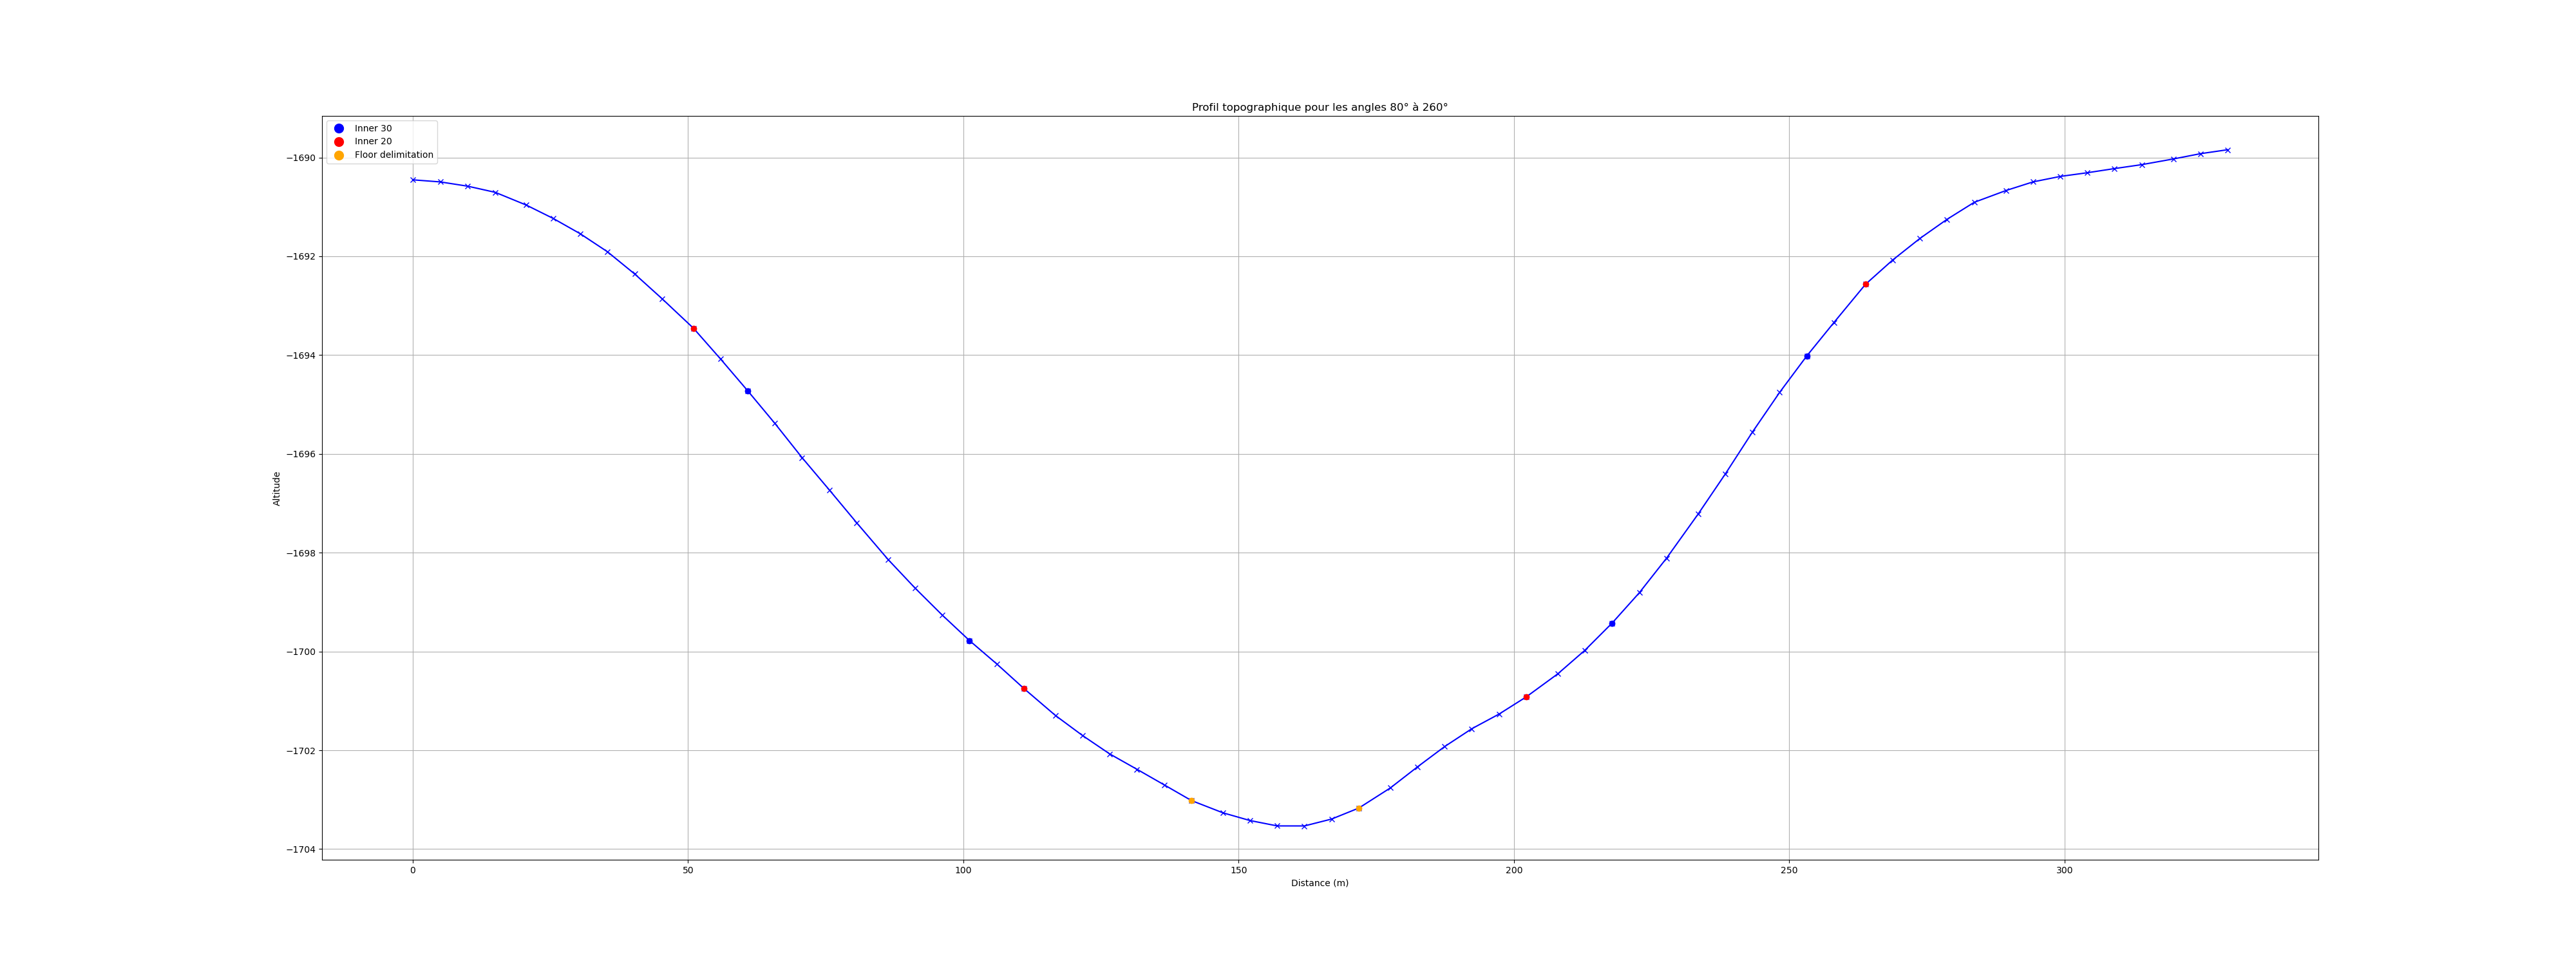 Profil topographique pour les angles 80° à 260°
Inner 30
Inner 20
Floor delimitation
−1690
−1692
−1694
−1696
−1698
−1700
−1702
−1704
Altitude
0
50
100
150
200
250
300
Distance (m)